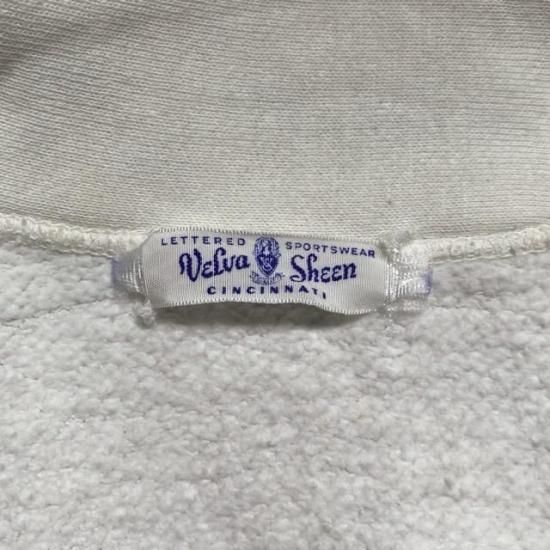 LETTERED SPORTSWEAR
Velva Sheen
CINCINNATI